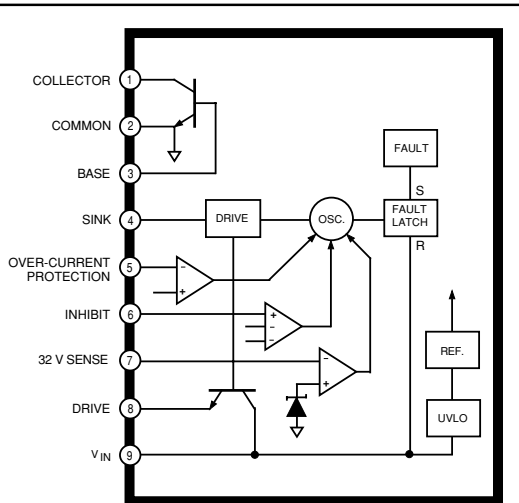 COLLECTOR 1
COMMON 2
BASE 3
FAULT
S
SINK 4
DRIVE
OSC.
FAULT
LATCH
R
OVER-CURRENT
PROTECTION 5
-
+
INHIBIT 6
+
-
-
32 V SENSE 7
-
+
REF.
DRIVE 8
UVLO
V IN 9